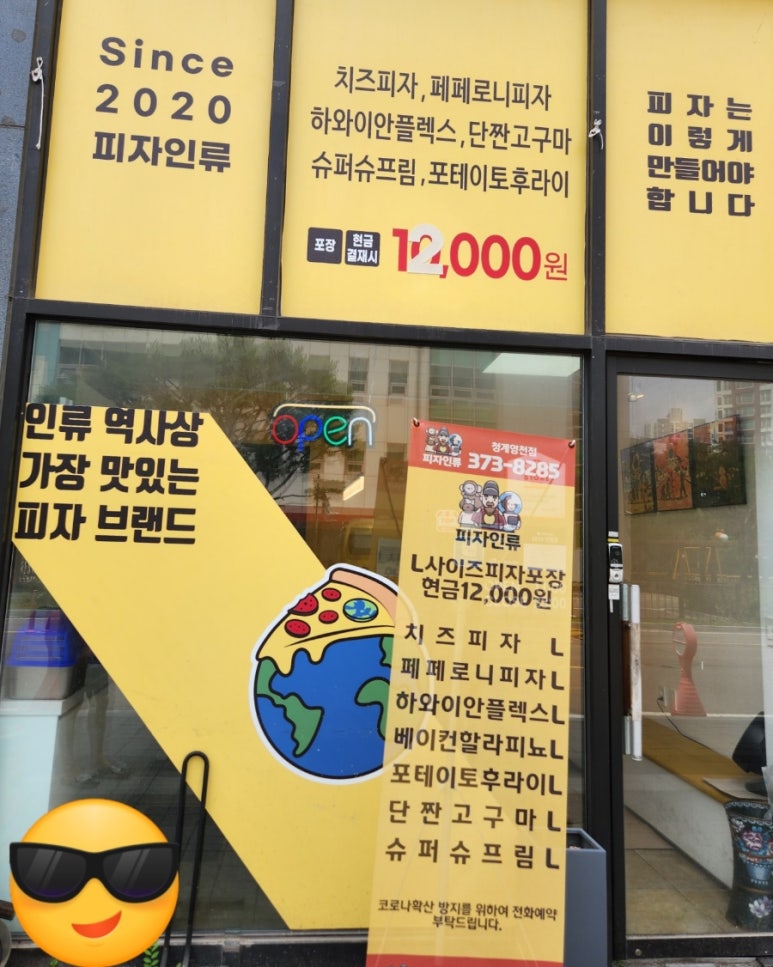 Since
2020
피자인류
치즈피자, 페페로니피자
하와이안플렉스, 단짠고구마
슈퍼슈프림, 포테이토후라이
포장 현금
결재시 12,000원
피자는
이렇게
만들어야
합니다
인류 역사상
가장 맛있는
피자 브랜드
open
청계양전점
피자인류 373-8285
피자인류
L사이즈피자포장
현금12,000원
치즈피자 L
페페로니피자L
하와이안플렉스L
베이컨할라피뇨L
포테이토후라이L
단짠고구마L
슈퍼슈프림L
코로나확산 방지를 위하여 전화예약
부탁드립니다.